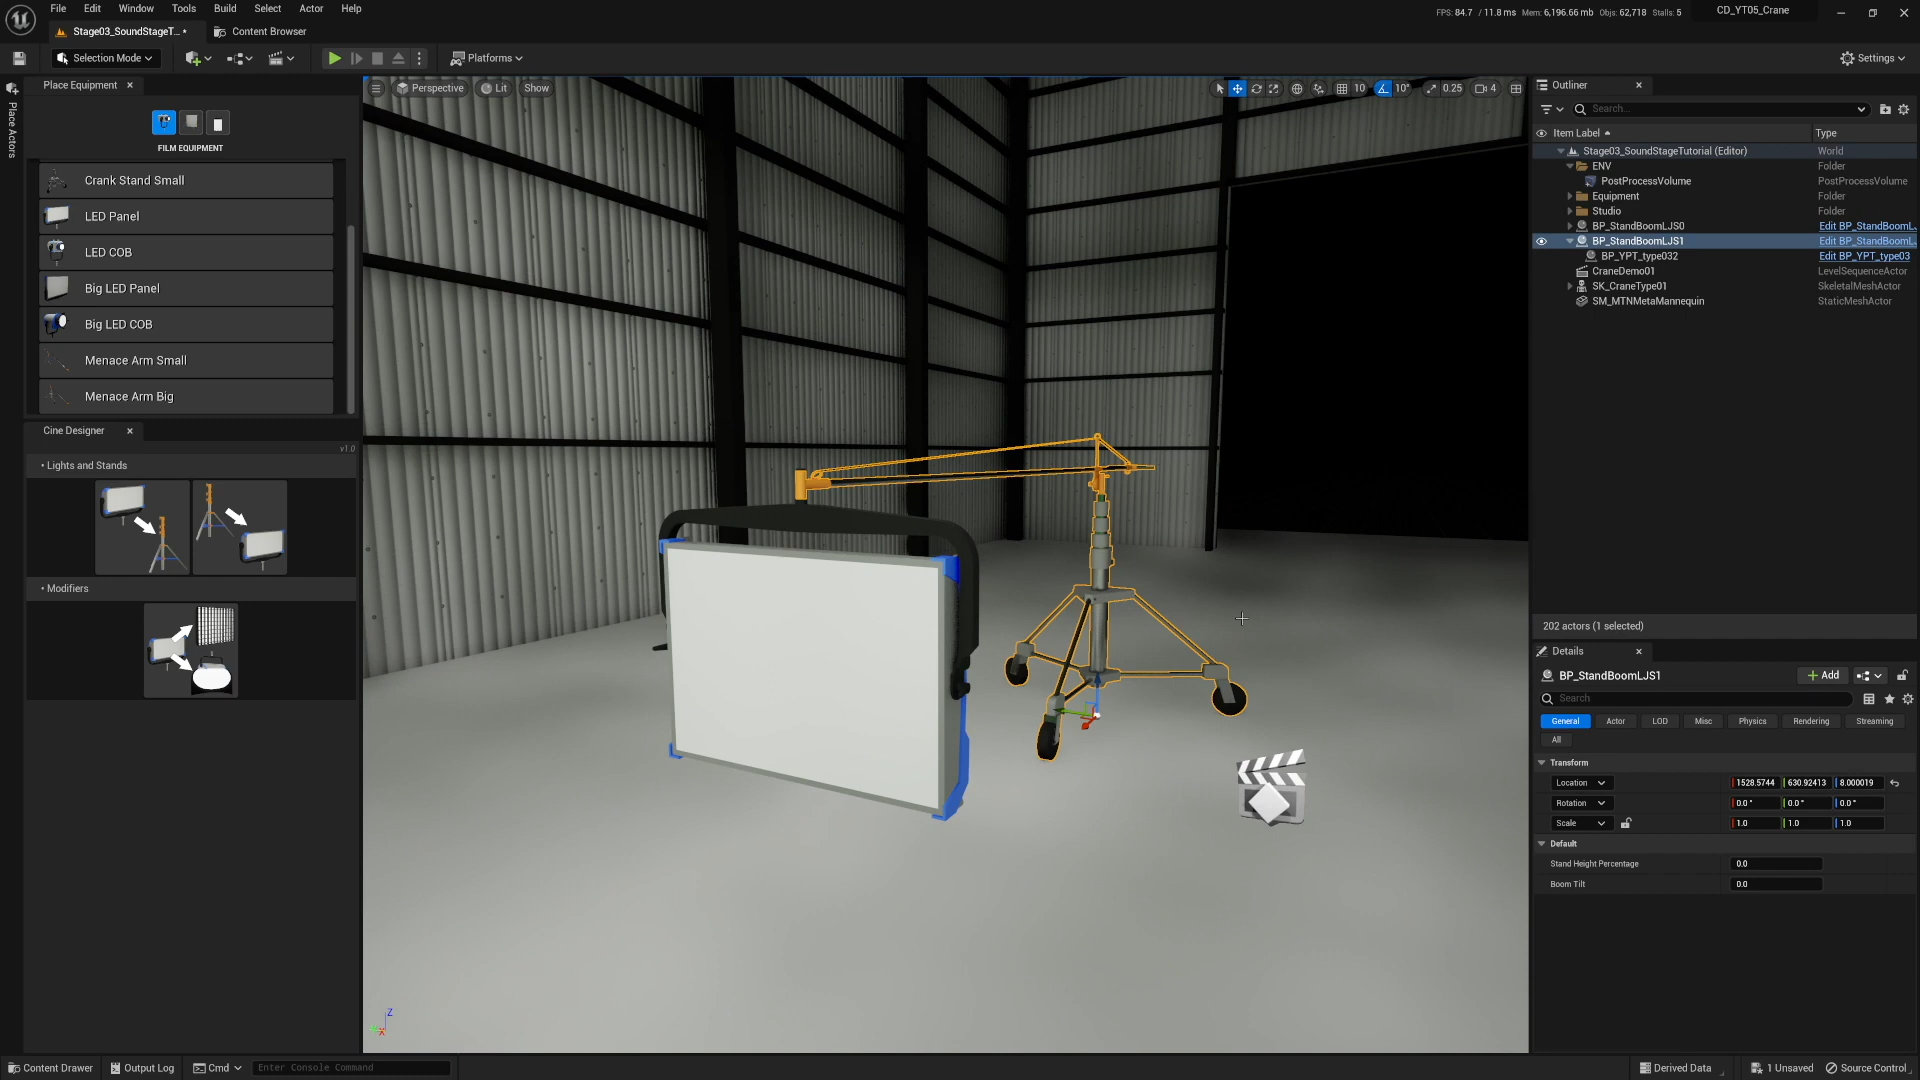 File Edit Window Tools Build Select Actor Help
FPS: 84.7 / 11.8 ms Mem: 6,196.66 mb Objs: 62,718 Stalls: 5
CD_YT05_Crane
Stage03_SoundStageT... *
Content Browser
Selection Mode
Platforms
Settings
Place Actors
Place Equipment
FILM EQUIPMENT
Crank Stand Small
LED Panel
LED COB
Big LED Panel
Big LED COB
Menace Arm Small
Menace Arm Big
Cine Designer
v1.0
• Lights and Stands
• Modifiers
Perspective Lit Show
10 10° 0.25 4
Z
X
Outliner
Search...
Item Label Type
Stage03_SoundStageTutorial (Editor) World
ENV Folder
PostProcessVolume PostProcessVolume
Equipment Folder
Studio Folder
BP_StandBoomLJS0 Edit BP_StandBoomL
BP_StandBoomLJS1 Edit BP_StandBoomL
BP_YPT_type032 Edit BP_YPT_type03
CraneDemo01 LevelSequenceActor
SK_CraneType01 SkeletalMeshActor
SM_MTNMetaMannequin StaticMeshActor
202 actors (1 selected)
Details
BP_StandBoomLJS1
Add
Search
General Actor LOD Misc Physics Rendering Streaming
All
Transform
Location 1528.5744 630.92413 8.000019
Rotation 0.0 ° 0.0 ° 0.0 °
Scale 1.0 1.0 1.0
Default
Stand Height Percentage 0.0
Boom Tilt 0.0
Content Drawer Output Log Cmd Enter Console Command
Derived Data 1 Unsaved Source Control